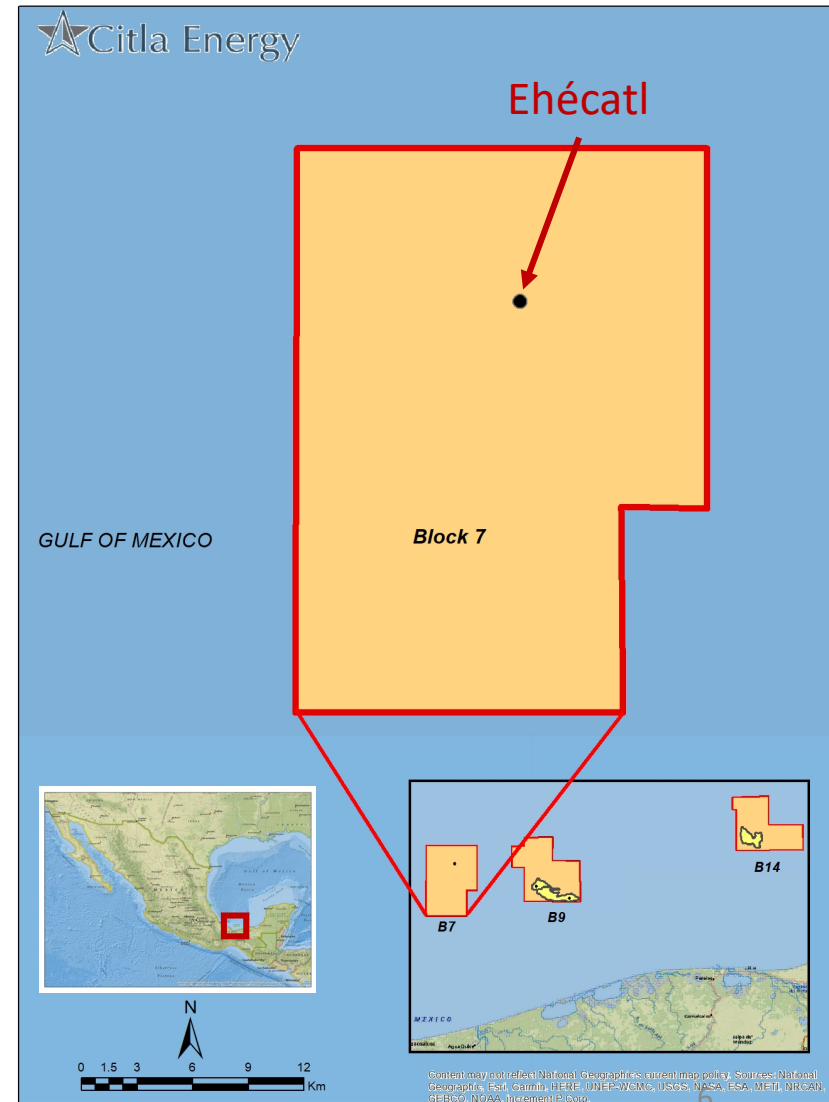 Citla Energy
Ehécatl
GULF OF MEXICO
Block 7
B14
B7
B9
MEXICO
N
0 1.5 3 6 9 12
Km
Content may not reflect National Geographic's current map policy. Sources: National
Geographic, Esri, Garmin, HERE, UNEP-WCMC, USGS, NASA, ESA, METI, NRCAN,
GEBCO, NOAA, increment P Corp.
6